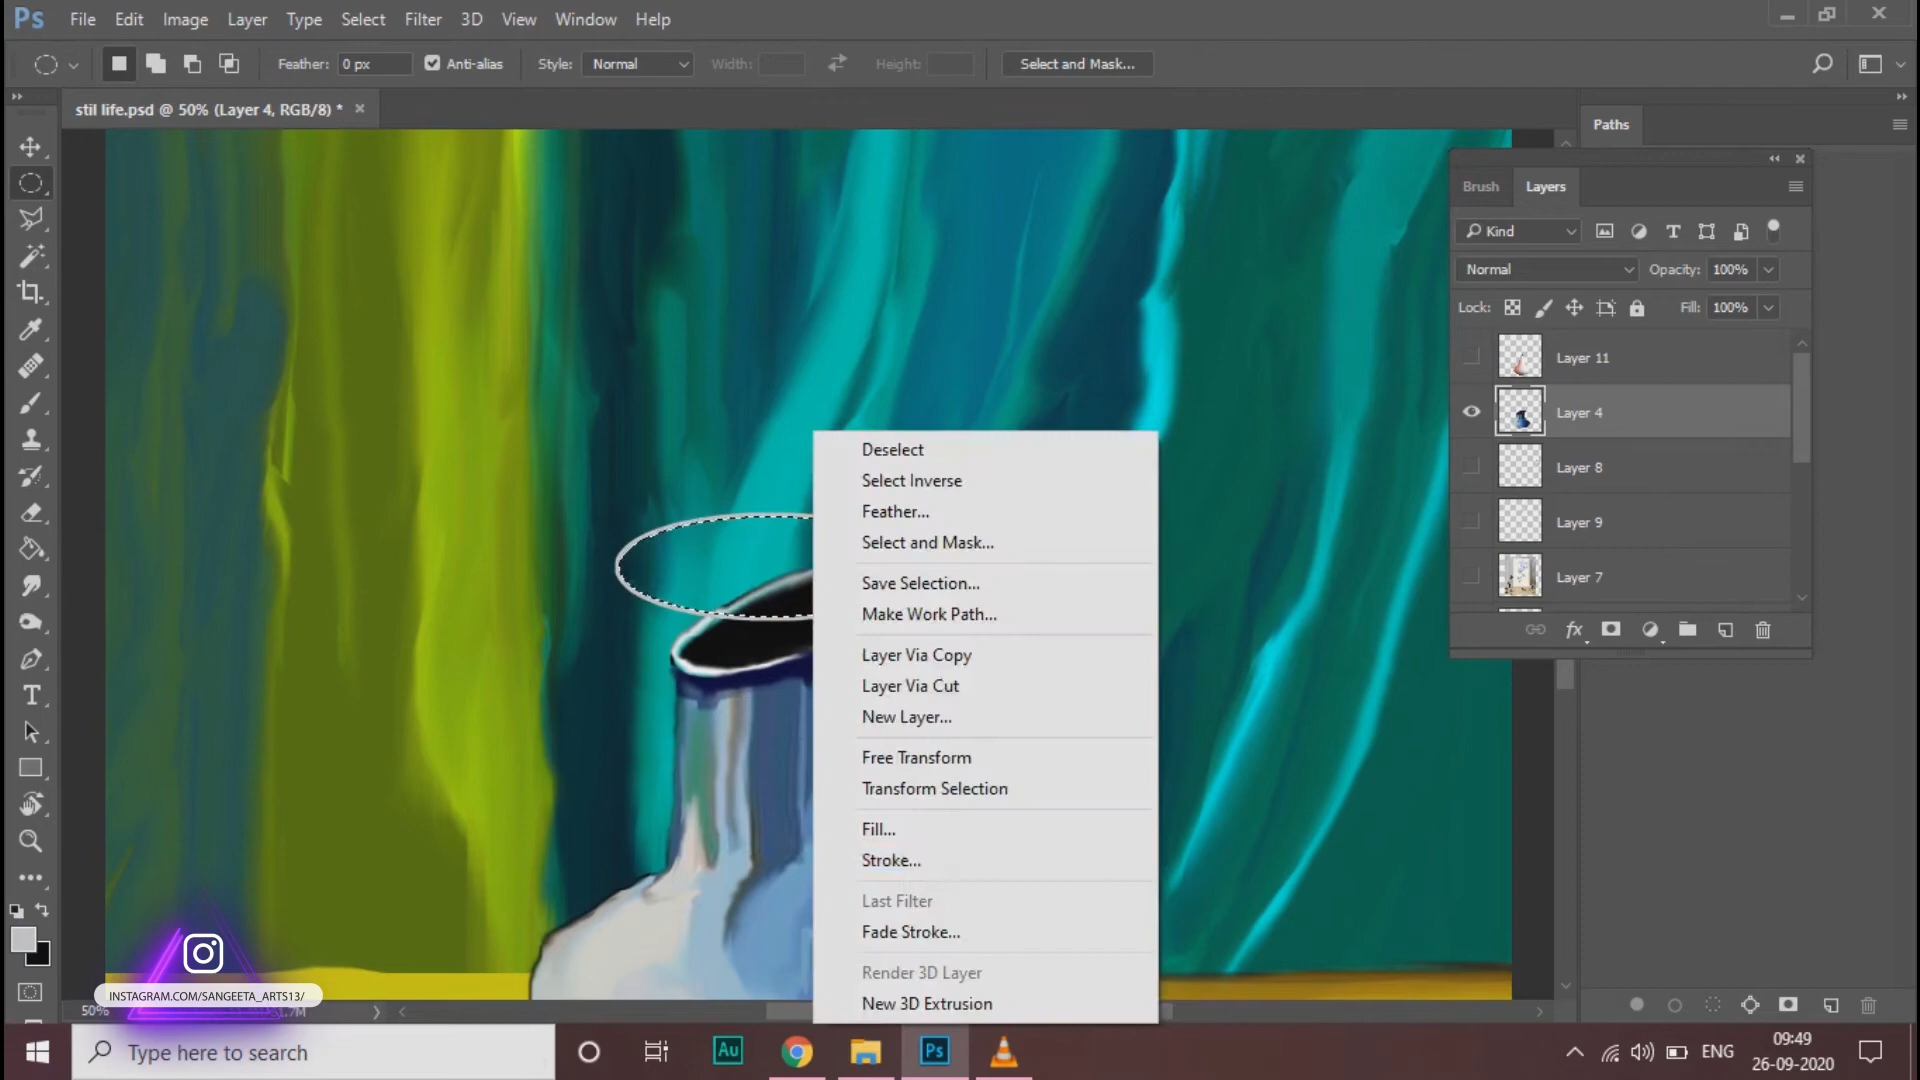 Ps File Edit Image Layer Type Select Filter 3D View Window Help
Feather: 0 px Anti-alias Style: Normal Width: Height: Select and Mask...
stil life.psd @ 50% (Layer 4, RGB/8) *
Paths
Brush Layers
Kind
Normal Opacity: 100%
Lock: Fill: 100%
Layer 11
Layer 4
Layer 8
Layer 9
Layer 7
fx
Deselect
Select Inverse
Feather...
Select and Mask...
Save Selection...
Make Work Path...
Layer Via Copy
Layer Via Cut
New Layer...
Free Transform
Transform Selection
Fill...
Stroke...
Last Filter
Fade Stroke...
Render 3D Layer
New 3D Extrusion
INSTAGRAM.COM/SANGEETA_ARTS13/
50%
Type here to search
Au
Ps
ENG
09:49
26-09-2020